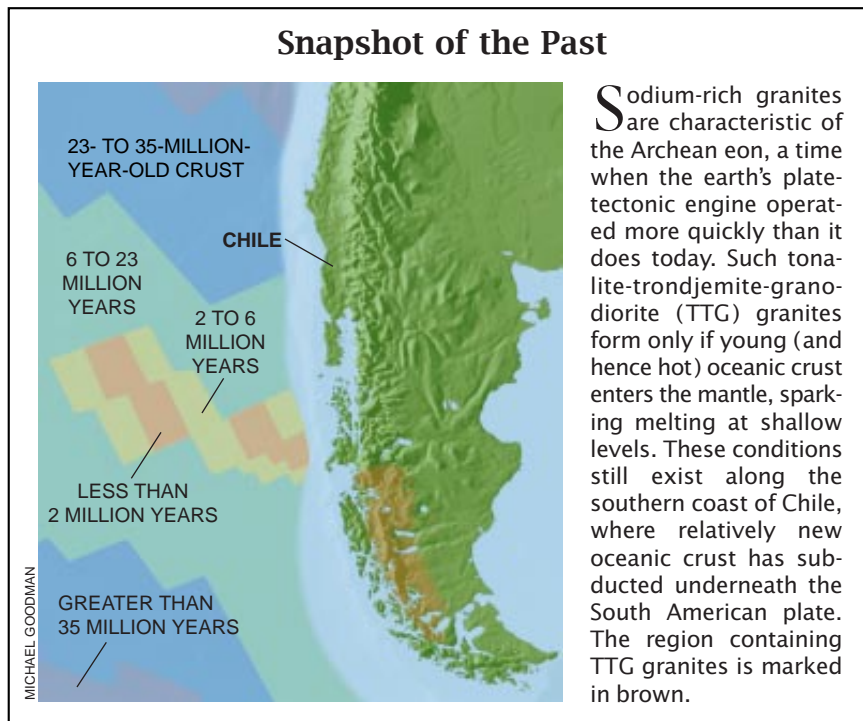 Snapshot of the Past
23- TO 35-MILLION-
YEAR-OLD CRUST
CHILE
6 TO 23
MILLION
YEARS
2 TO 6
MILLION
YEARS
LESS THAN
2 MILLION YEARS
GREATER THAN
35 MILLION YEARS
MICHAEL GOODMAN
Sodium-rich granites
are characteristic of
the Archean eon, a time
when the earth's plate-
tectonic engine operat-
ed more quickly than it
does today. Such tona-
lite-trondjemite-grano-
diorite (TTG) granites
form only if young (and
hence hot) oceanic crust
enters the mantle, spark-
ing melting at shallow
levels. These conditions
still exist along the
southern coast of Chile,
where relatively new
oceanic crust has sub-
ducted underneath the
South American plate.
The region containing
TTG granites is marked
in brown.